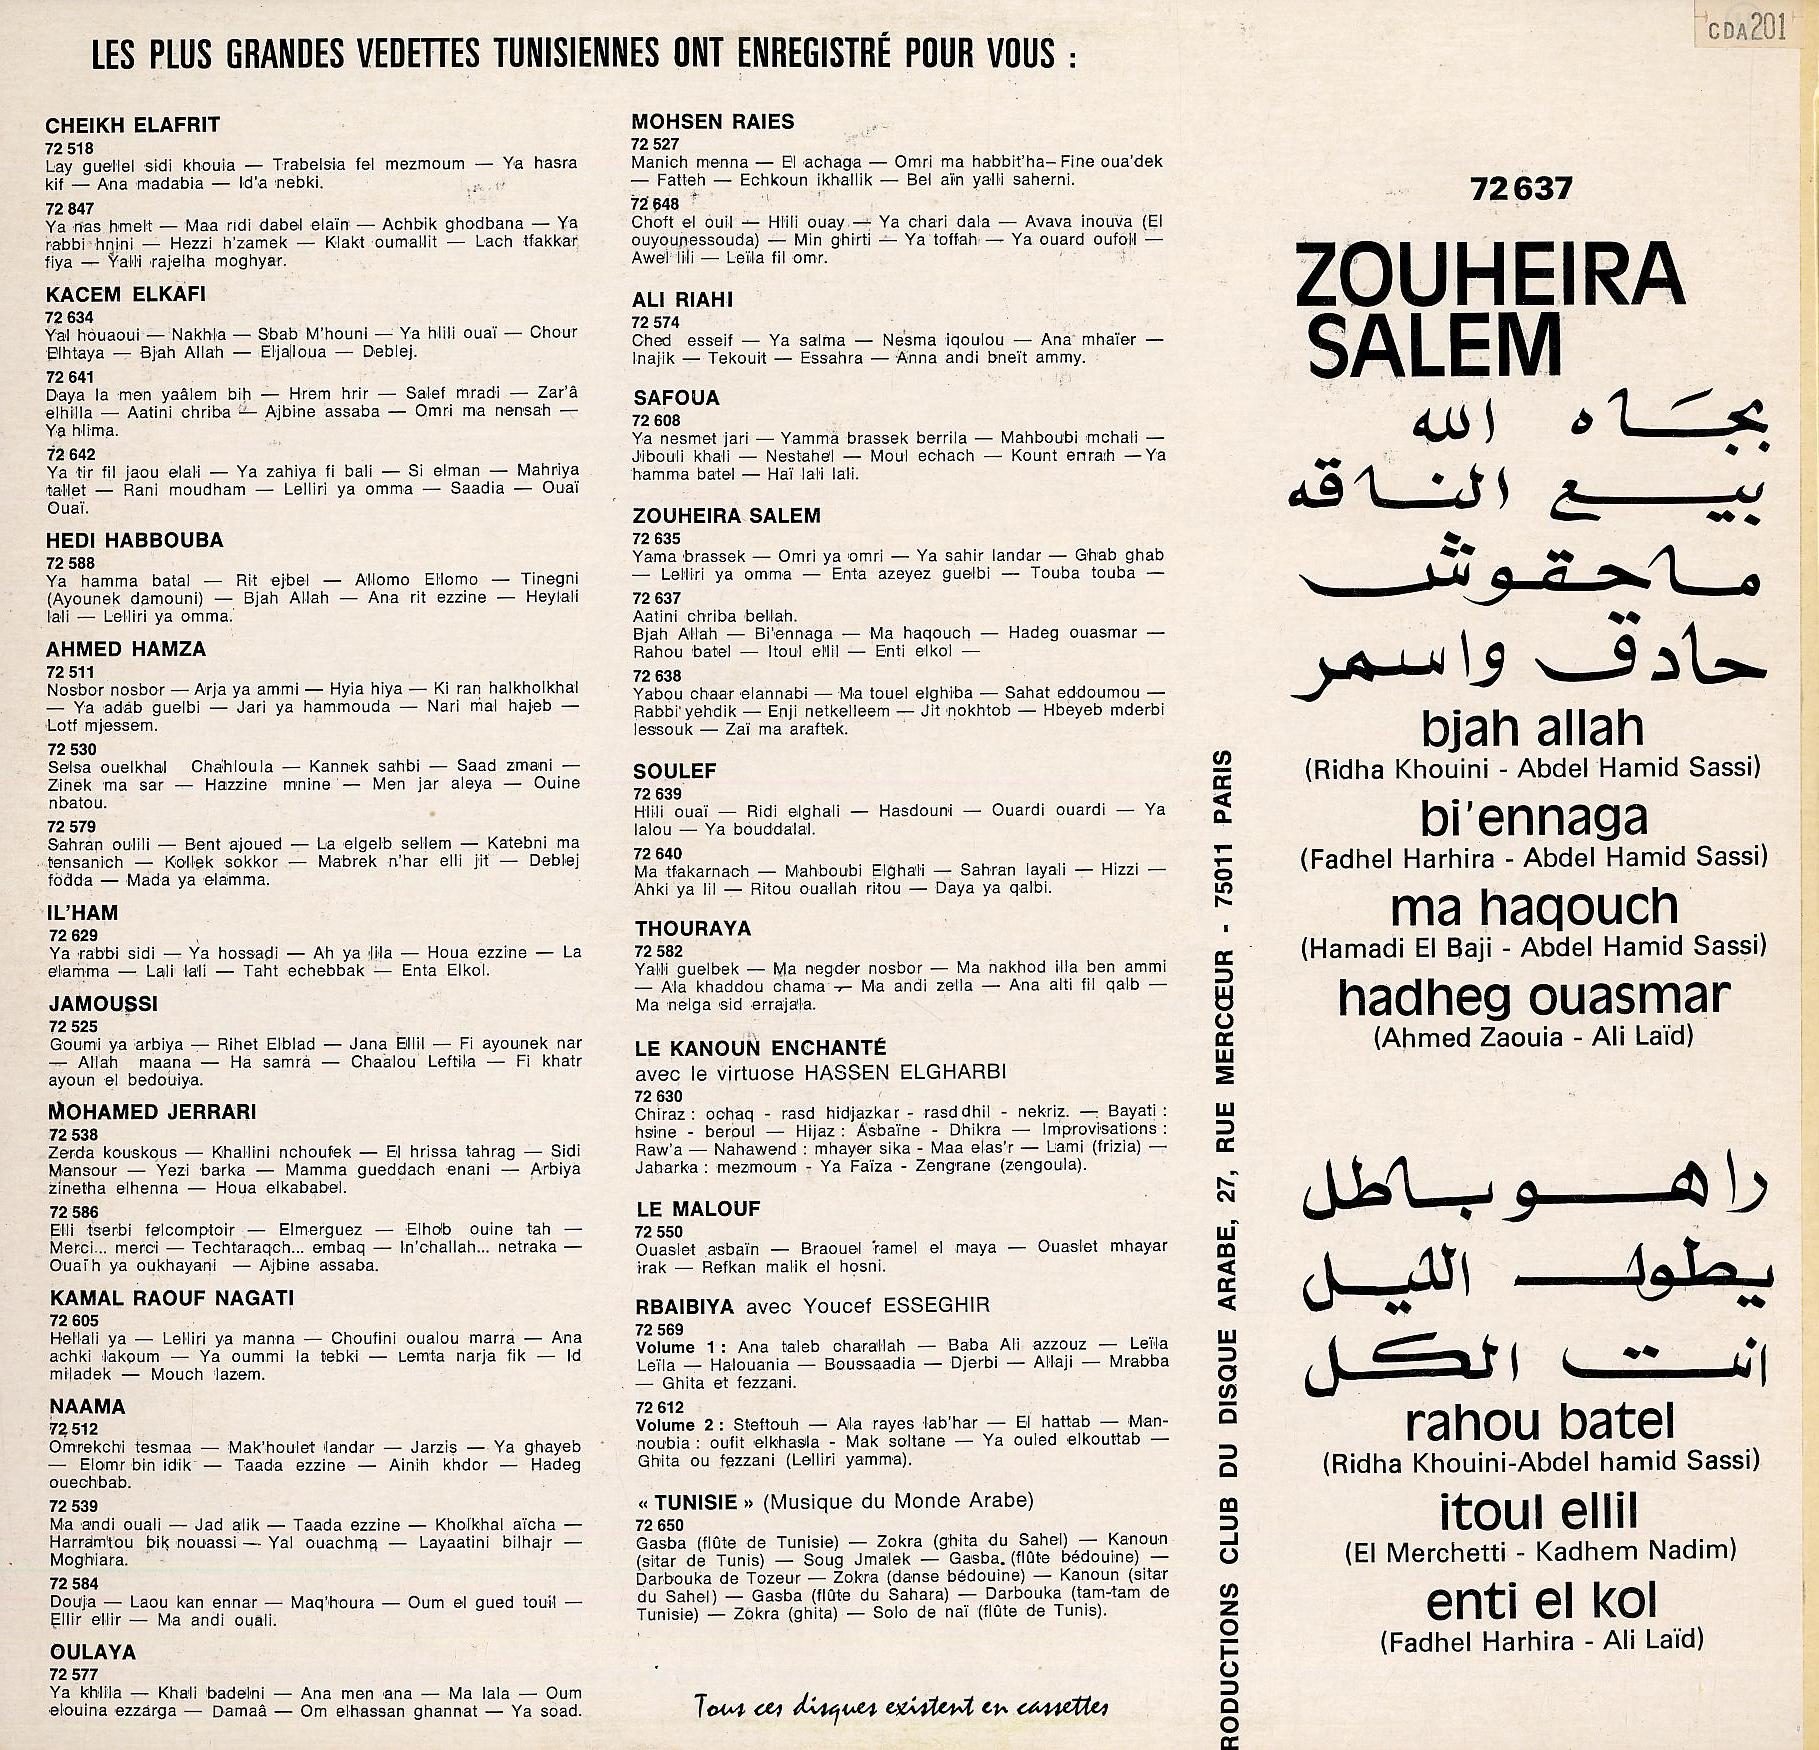 CDA201
LES PLUS GRANDES VEDETTES TUNISIENNES ONT ENREGISTRÉ POUR VOUS :
CHEIKH ELAFRIT
72 518
Lay guellel sidi khouia — Trabelsia fel mezmoum — Ya hasra
kif — Ana madabia — Id'a nebki.
72 847
Ya nas hmelt — Maa ridi dabel elaïn — Achbik ghodbana — Ya
rabbi hnini — Hezzi h'zamek — Klakt oumallit — Lach tfakkar
fiya — Yalli rajelha moghyar.
KACEM ELKAFI
72 634
Yal houaoui — Nakhla — Sbab M'houni — Ya hlili ouaï — Chour
Elhtaya — Bjah Allah — Eljalloua — Deblej.
72 641
Daya la men yaâlem bih — Hrem hrir — Salef mradi — Zar'â
elhilla — Aatini chriba — Ajbine assaba — Omri ma nensah —
Ya hlima.
72 642
Ya tir fil jaou elali — Ya zahiya fi bali — Si elman — Mahriya
tallet — Rani moudham — Lelliri ya omma — Saadia — Ouaï
Ouaï.
HEDI HABBOUBA
72 588
Ya hamma batal — Rit ejbel — Allomo Ellomo — Tinegni
(Ayounek damouni) — Bjah Allah — Ana rit ezzine — Heylali
lali — Lelliri ya omma.
AHMED HAMZA
72 511
Nosbor nosbor — Arja ya ammi — Hyia hiya — Ki ran halkholkhal
— Ya adab guelbi — Jari ya hammouda — Nari mal hajeb —
Lotf mjessem.
72 530
Selsa ouelkhal Chahloula — Kannek sahbi — Saad zmani —
Zinek ma sar — Hazzine mnine — Men jar aleya — Ouine
nbatou.
72 579
Sahran oulili — Bent ajoued — La elgelb sellem — Katebni ma
tensanich — Kollek sokkor — Mabrek n'har elli jit — Deblej
fodda — Mada ya elamma.
IL'HAM
72 629
Ya rabbi sidi — Ya hossadi — Ah ya lila — Houa ezzine — La
elamma — Lali lali — Taht echebbak — Enta Elkol.
JAMOUSSI
72 525
Goumi ya arbiya — Rihet Elblad — Jana Ellil — Fi ayounek nar
— Allah maana — Ha samra — Chaalou Leftila — Fi khatr
ayoun el bedouiya.
MOHAMED JERRARI
72 538
Zerda kouskous — Khallini nchoufek — El hrissa tahrag — Sidi
Mansour — Yezi barka — Mamma gueddach enani — Arbiya
zinetha elhenna — Houa elkababel.
72 586
Elli tserbi felcomptoir — Elmerguez — Elhob ouine tah —
Merci... merci — Techtaraqch... embaq — In'challah... netraka —
Ouaïh ya oukhayani — Ajbine assaba.
KAMAL RAOUF NAGATI
72 605
Hellali ya — Lelliri ya manna — Choufini oualou marra — Ana
achki lakoum — Ya oummi la tebki — Lemta narja fik — Id
miladek — Mouch lazem.
NAAMA
72 512
Omrekchi tesmaa — Mak'houlet landar — Jarzis — Ya ghayeb
— Elomr bin idik — Taada ezzine — Ainih khdor — Hadeg
ouechbab.
72 539
Ma andi ouali — Jad alik — Taada ezzine — Kholkhal aïcha —
Harramtou bik nouassi — Yal ouachma — Layaatini bilhajr —
Moghiara.
72 584
Douja — Laou kan ennar — Maq'houra — Oum el gued touil —
Ellir ellir — Ma andi ouali.
OULAYA
72 577
Ya khlila — Khali badelni — Ana men ana — Ma lala — Oum
elouina ezzarga — Damaâ — Om elhassan ghannat — Ya soad.
MOHSEN RAIES
72 527
Manich menna — El achaga — Omri ma habbit'ha— Fine oua'dek
— Fatteh — Echkoun ikhallik — Bel aïn yalli saherni.
72 648
Choft el ouil — Hlili ouay — Ya chari dala — Avava inouva (El
ouyounessouda) — Min ghirti — Ya toffah — Ya ouard oufoll —
Awel lili — Leïla fil omr.
ALI RIAHI
72 574
Ched esseif — Ya salma — Nesma iqoulou — Ana mhaïer —
Inajik — Tekouit — Essahra — Anna andi bneït ammy.
SAFOUA
72 608
Ya nesmet jari — Yamma brassek berrila — Mahboubi mchali —
Jibouli khali — Nestahel — Moul echach — Kount enrah — Ya
hamma batel — Haï lali lali.
ZOUHEIRA SALEM
72 635
Yama brassek — Omri ya omri — Ya sahir landar — Ghab ghab
— Lelliri ya omma — Enta azeyez guelbi — Touba touba —
72 637
Aatini chriba bellah.
Bjah Allah — Bi'ennaga — Ma haqouch — Hadeg ouasmar —
Rahou batel — Itoul ellil — Enti elkol —
72 638
Yabou chaar elannabi — Ma touel elghiba — Sahat eddoumou —
Rabbi yehdik — Enji netkelleem — Jit nokhtob — Hbeyeb mderbi
lessouk — Zaï ma araftek.
SOULEF
72 639
Hlili ouaï — Ridi elghali — Hasdouni — Ouardi ouardi — Ya
lalou — Ya bouddalal.
72 640
Ma tfakarnach — Mahboubi Elghali — Sahran layali — Hizzi —
Ahki ya lil — Ritou ouallah ritou — Daya ya qalbi.
THOURAYA
72 582
Yalli guelbek — Ma negder nosbor — Ma nakhod illa ben ammi
— Ala khaddou chama — Ma andi zella — Ana alti fil qalb —
Ma nelga sid errajalla.
LE KANOUN ENCHANTÉ
avec le virtuose HASSEN ELGHARBI
72 630
Chiraz : ochaq - rasd hidjazkar - rasd dhil - nekriz. — Bayati :
hsine - beroul — Hijaz : Asbaïne - Dhikra — Improvisations :
Raw'a — Nahawend : mhayer sika - Maa elas'r — Lami (frizia) —
Jaharka : mezmoum - Ya Faïza - Zengrane (zengoula).
LE MALOUF
72 550
Ouaslet asbaïn — Braouel ramel el maya — Ouaslet mhayar
irak — Refkan malik el hosni.
RBAIBIYA avec Youcef ESSEGHIR
72 569
Volume 1 : Ana taleb charallah — Baba Ali azzouz — Leïla
Leïla — Halouania — Boussaadia — Djerbi — Allaji — Mrabba
— Ghita et fezzani.
72 612
Volume 2 : Steftouh — Ala rayes lab'har — El hattab — Man-
noubia : oufit elkhasla - Mak soltane — Ya ouled elkouttab —
Ghita ou fezzani (Lelliri yamma).
« TUNISIE » (Musique du Monde Arabe)
72 650
Gasba (flûte de Tunisie) — Zokra (ghita du Sahel) — Kanoun
(sitar de Tunis) — Soug Jmalek — Gasba. (flûte bédouine) —
Darbouka de Tozeur — Zokra (danse bédouine) — Kanoun (sitar
du Sahel) — Gasba (flûte du Sahara) — Darbouka (tam-tam de
Tunisie) — Zokra (ghita) — Solo de naï (flûte de Tunis).
Tous ces disques existent en cassettes
RODUCTIONS CLUB DU DISQUE ARABE, 27, RUE MERCŒUR - 75011 PARIS
72 637
ZOUHEIRA
SALEM
بجاه الله
بيع الناقه
ماحقوش
حادق واسمر
bjah allah
(Ridha Khouini - Abdel Hamid Sassi)
bi'ennaga
(Fadhel Harhira - Abdel Hamid Sassi)
ma haqouch
(Hamadi El Baji - Abdel Hamid Sassi)
hadheg ouasmar
(Ahmed Zaouia - Ali Laïd)
راهو باطل
يطول الليل
انت الكل
rahou batel
(Ridha Khouini-Abdel hamid Sassi)
itoul ellil
(El Merchetti - Kadhem Nadim)
enti el kol
(Fadhel Harhira - Ali Laïd)